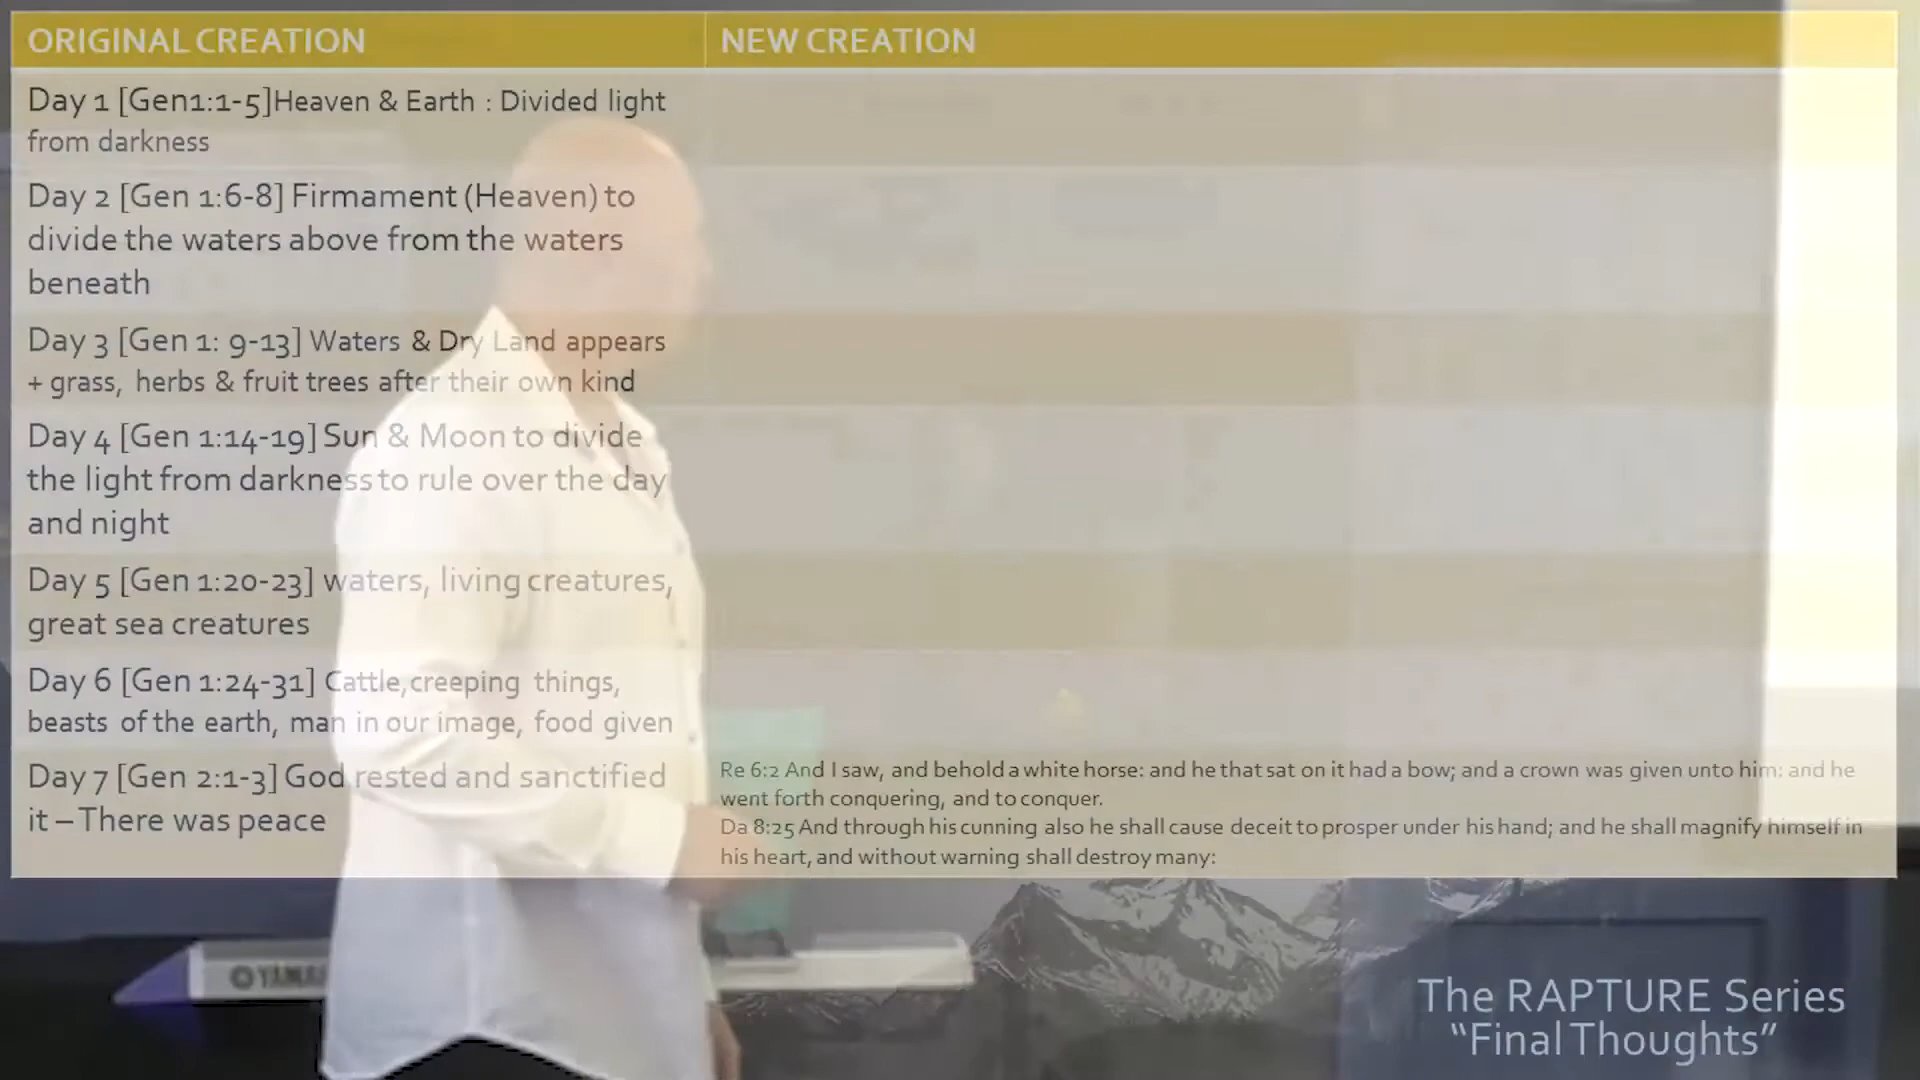 ORIGINAL CREATION
NEW CREATION
Day 1 [Gen1:1-5]Heaven & Earth : Divided light
from darkness
Day 2 [Gen 1:6-8] Firmament (Heaven) to
divide the waters above from the waters
beneath
Day 3 [Gen 1: 9-13] Waters & Dry Land appears
+ grass, herbs & fruit trees after their own kind
Day 4 [Gen 1:14-19] Sun & Moon to divide
the light from darkness to rule over the day
and night
Day 5 [Gen 1:20-23] waters, living creatures,
great sea creatures
Day 6 [Gen 1:24-31] Cattle, creeping things,
beasts of the earth, man in our image, food given
Day 7 [Gen 2:1-3] God rested and sanctified
it – There was peace
Re 6:2 And I saw, and behold a white horse: and he that sat on it had a bow; and a crown was given unto him: and he
went forth conquering, and to conquer.
Da 8:25 And through his cunning also he shall cause deceit to prosper under his hand; and he shall magnify himself in
his heart, and without warning shall destroy many:
The RAPTURE Series
“Final Thoughts”